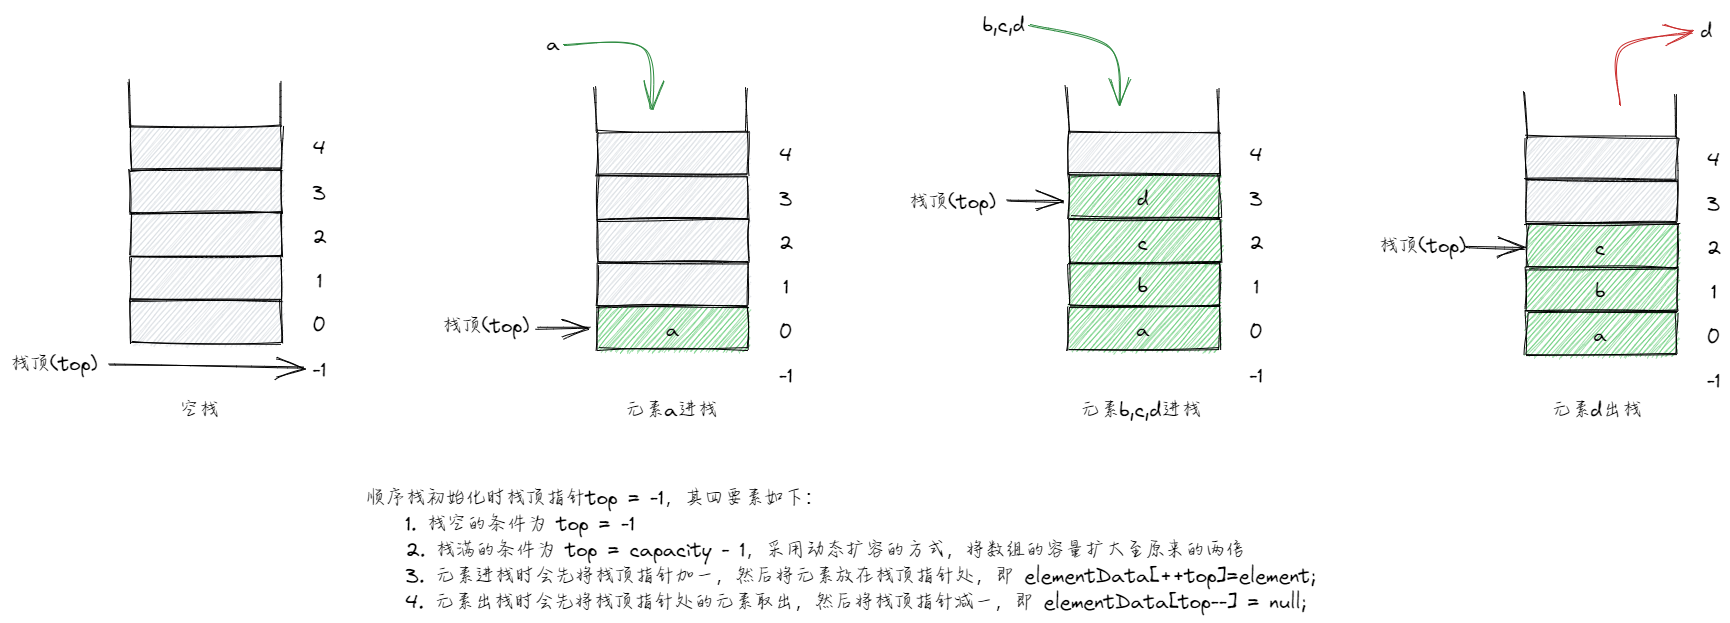 a
b,c,d
d
4
3
2
1
0
栈顶(top)
-1
空栈
4
3
2
1
栈顶(top)
a
0
-1
元素a进栈
4
栈顶(top)
d
3
c
2
b
1
a
0
-1
元素b,c,d进栈
4
3
栈顶(top)
c
2
b
1
a
0
-1
元素d出栈
顺序栈初始化时栈顶指针top = -1，其四要素如下：
1. 栈空的条件为 top = -1
2. 栈满的条件为 top = capacity - 1，采用动态扩容的方式，将数组的容量扩大至原来的两倍
3. 元素进栈时会先将栈顶指针加一，然后将元素放在栈顶指针处，即 elementData[++top]=element;
4. 元素出栈时会先将栈顶指针处的元素取出，然后将栈顶指针减一，即 elementData[top--] = null;